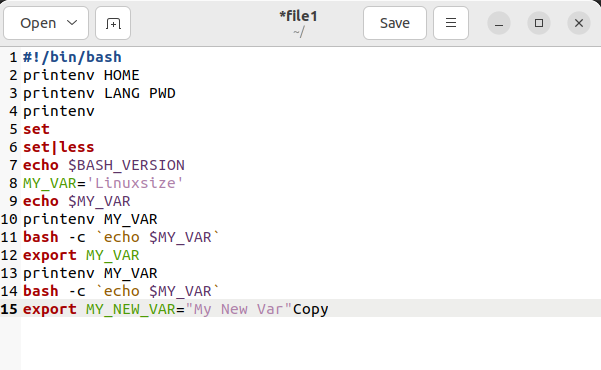 Open
*file1
~/
Save
1 #!/bin/bash
2 printenv HOME
3 printenv LANG PWD
4 printenv
5 set
6 set|less
7 echo $BASH_VERSION
8 MY_VAR='Linuxsize'
9 echo $MY_VAR
10 printenv MY_VAR
11 bash -c `echo $MY_VAR`
12 export MY_VAR
13 printenv MY_VAR
14 bash -c `echo $MY_VAR`
15 export MY_NEW_VAR="My New Var"Copy